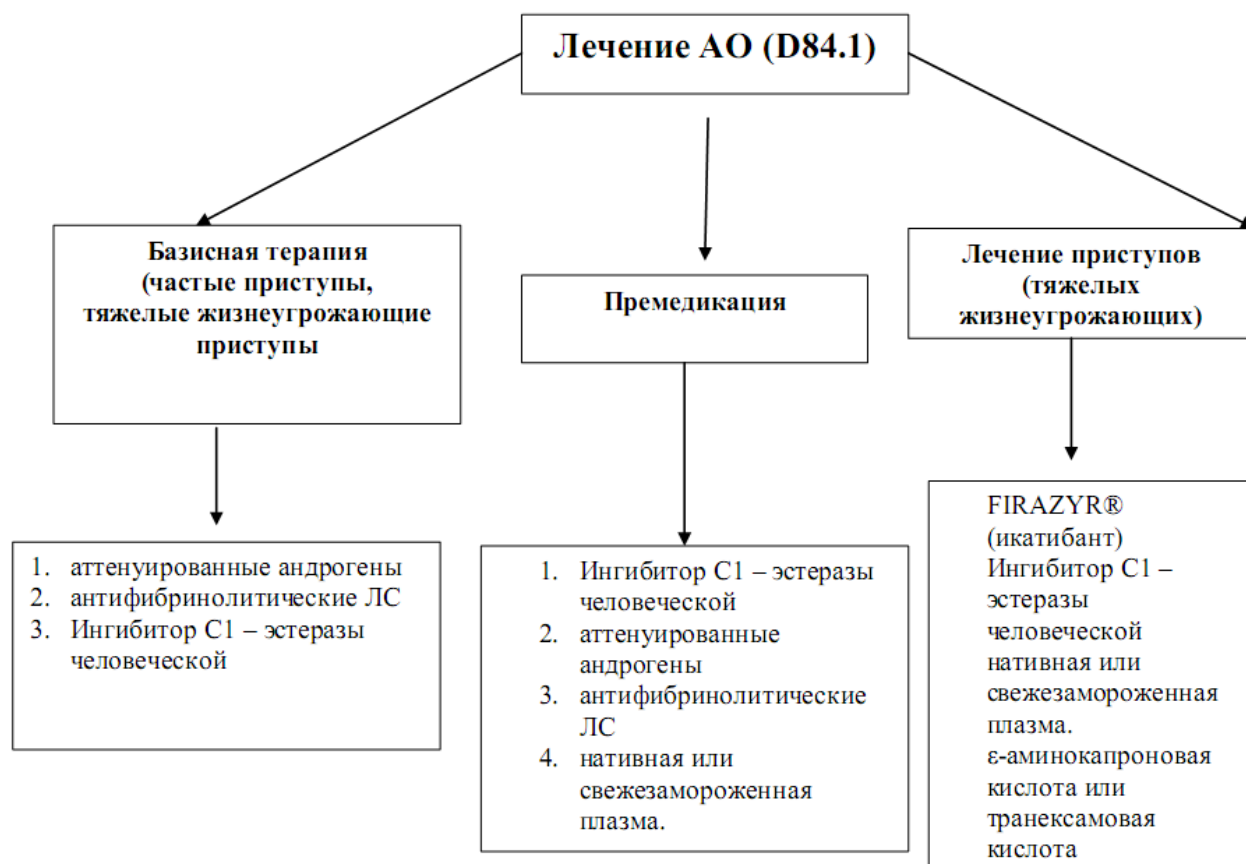 Лечение АО (D84.1)
Базисная терапия
(частые приступы,
тяжелые жизнеугрожающие
приступы
Премедикация
Лечение приступов
(тяжелых
жизнеугрожающих)
1. аттенуированные андрогены
2. антифибринолитические ЛС
3. Ингибитор С1 – эстеразы
человеческой
1. Ингибитор С1 – эстеразы
человеческой
2. аттенуированные
андрогены
3. антифибринолитические
ЛС
4. нативная или
свежезамороженная
плазма.
FIRAZYR®
(икатибант)
Ингибитор С1 –
эстеразы
человеческой
нативная или
свежезамороженная
плазма.
ε-аминокапроновая
кислота или
транексамовая
кислота